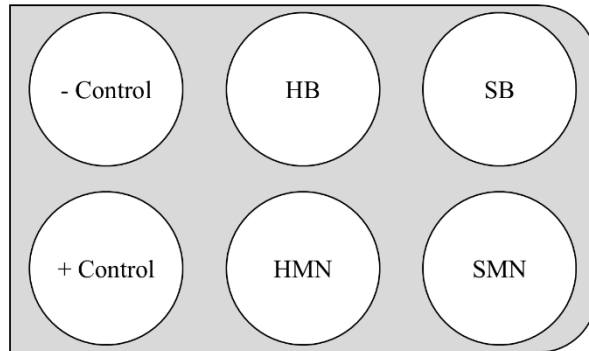 - Control
HB
SB
+ Control
HMN
SMN